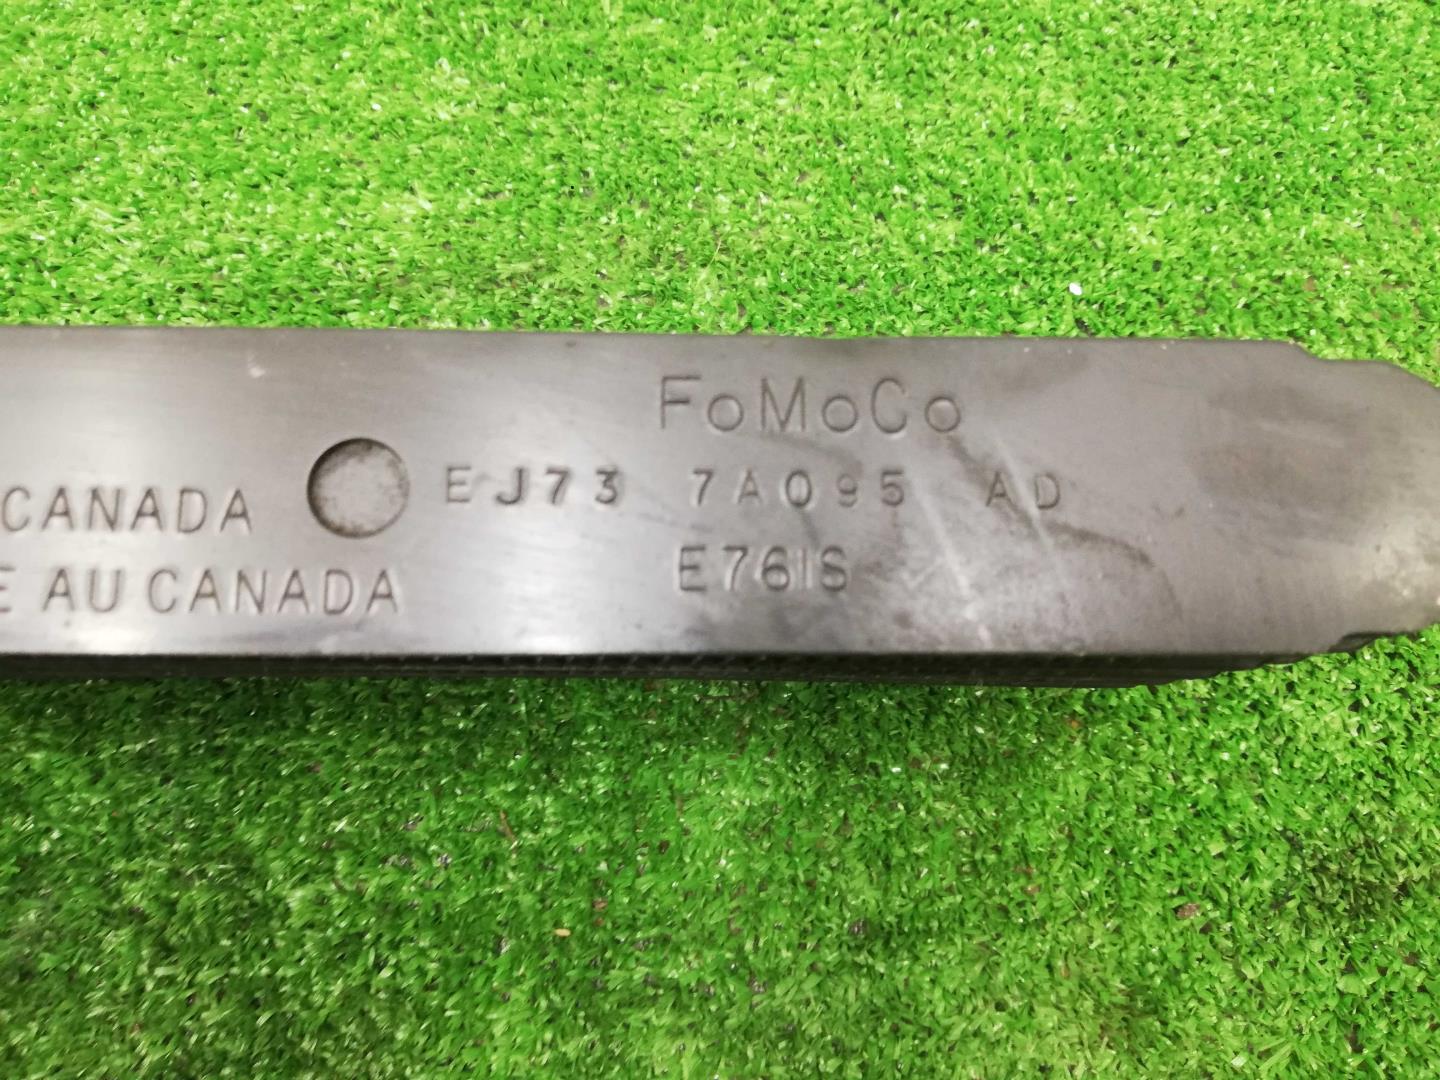 CANADA
AU CANADA
FoMoCo
EJ73 7A095 AD
E761S